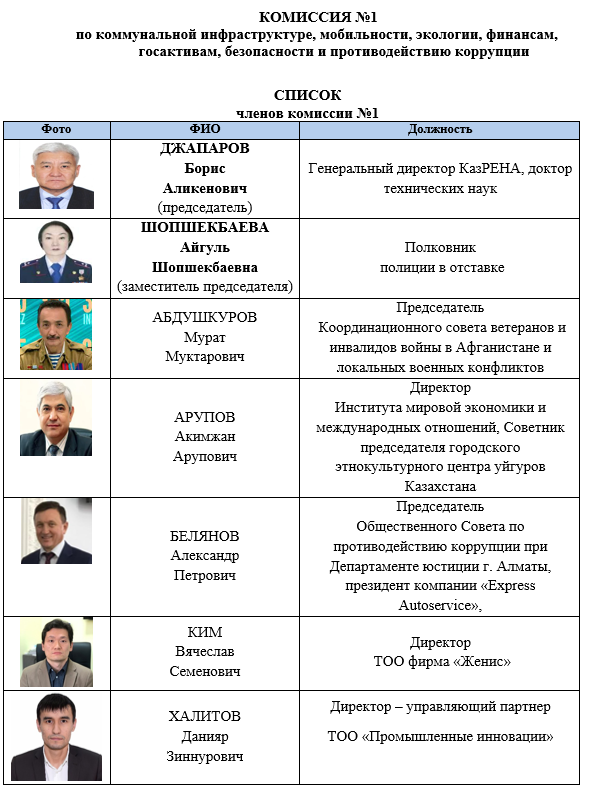 КОМИССИЯ №1
по коммунальной инфраструктуре, мобильности, экологии, финансам,
госактивам, безопасности и противодействию коррупции
СПИСОК
членов комиссии №1
Фото ФИО Должность
ДЖАПАРОВ
Борис
Аликенович
(председатель)
Генеральный директор КазРЕНА, доктор
технических наук
ШОПШЕКБАЕВА
Айгуль
Шопшекбаевна
(заместитель председателя)
Полковник
полиции в отставке
АБДУШКУРОВ
Мурат
Муктарович
Председатель
Координационного совета ветеранов и
инвалидов войны в Афганистане и
локальных военных конфликтов
АРУПОВ
Акимжан
Арупович
Директор
Института мировой экономики и
международных отношений, Советник
председателя городского
этнокультурного центра уйгуров
Казахстана
БЕЛЯНОВ
Александр
Петрович
Председатель
Общественного Совета по
противодействию коррупции при
Департаменте юстиции г. Алматы,
президент компании «Express
Autoservice»,
КИМ
Вячеслав
Семенович
Директор
ТОО фирма «Женис»
ХАЛИТОВ
Данияр
Зиннурович
Директор – управляющий партнер
ТОО «Промышленные инновации»